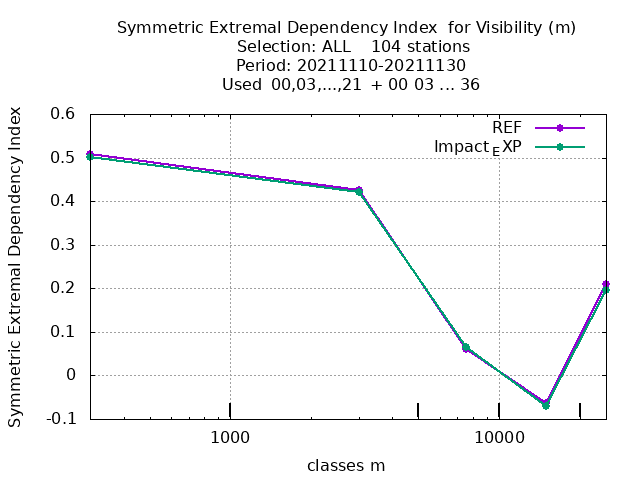 Symmetric Extremal Dependency Index  for Visibility (m)
Selection: ALL    104 stations
Period: 20211110-20211130
Used  00,03,...,21  + 00 03 ... 36
REF
Impact_EXP
Symmetric Extremal Dependency Index
0.6
0.5
0.4
0.3
0.2
0.1
0
-0.1
1000
10000
classes m